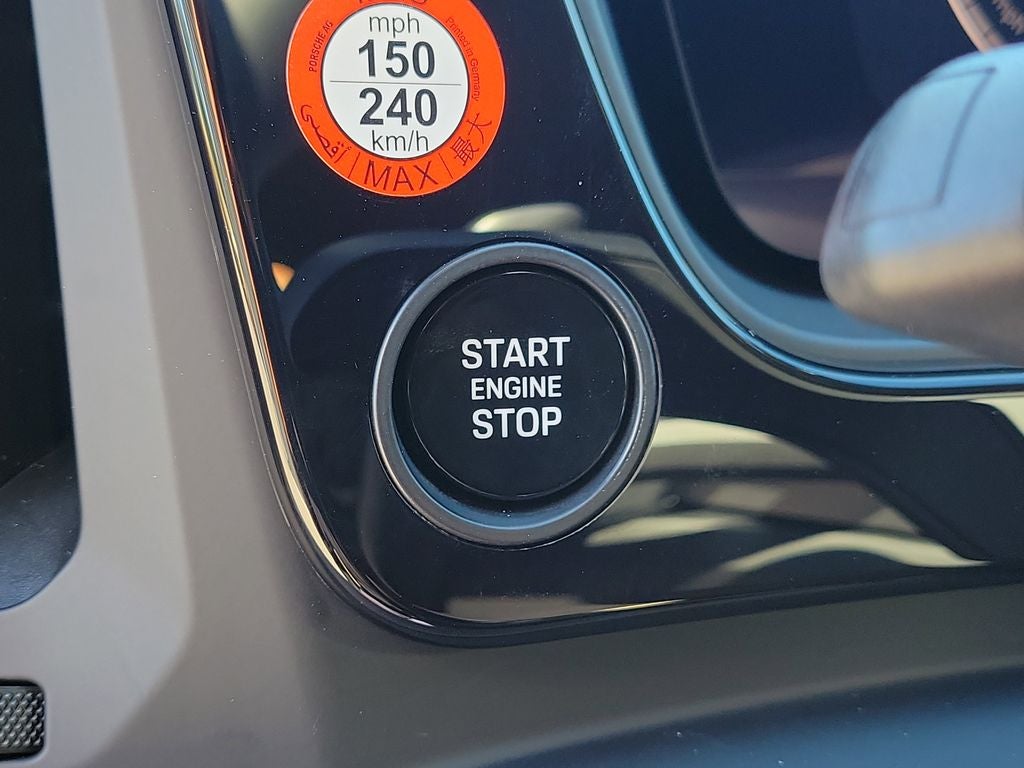 PORSCHE AG
Printed in Germany
mph
150
240
km/h
أقصى
MAX
最大
START
ENGINE
STOP